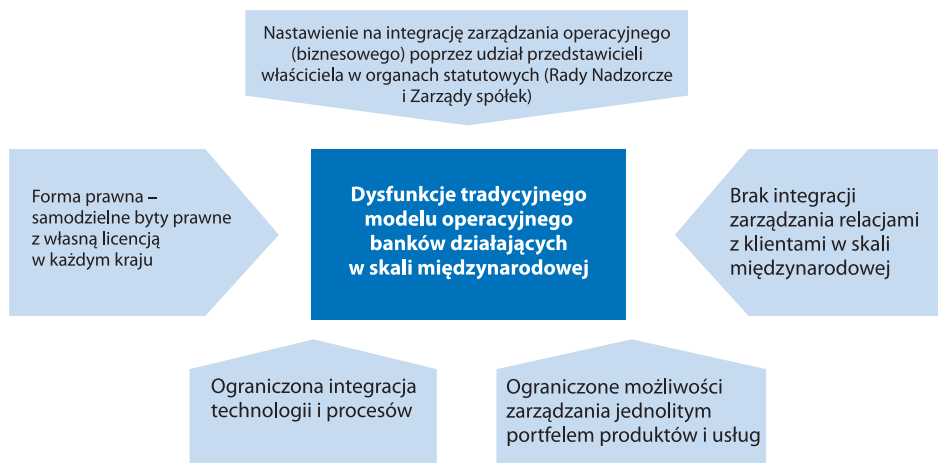 Nastawienie na integrację zarządzania operacyjnego
(biznesowego) poprzez udział przedstawicieli
właściciela w organach statutowych (Rady Nadzorcze
i Zarządy spółek)
Forma prawna –
samodzielne byty prawne
z własną licencją
w każdym kraju
Dysfunkcje tradycyjnego
modelu operacyjnego
banków działających
w skali międzynarodowej
Brak integracji
zarządzania relacjami
z klientami w skali
międzynarodowej
Ograniczona integracja
technologii i procesów
Ograniczone możliwości
zarządzania jednolitym
portfelem produktów i usług